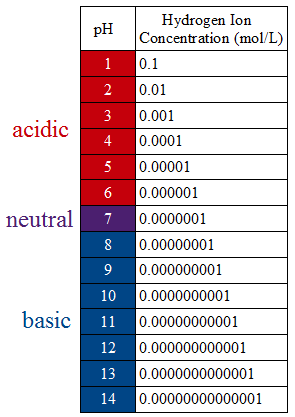 pH Hydrogen Ion
Concentration (mol/L)
1 0.1
2 0.01
3 0.001
acidic
4 0.0001
5 0.00001
6 0.000001
neutral 7 0.0000001
8 0.00000001
9 0.000000001
10 0.0000000001
basic 11 0.00000000001
12 0.000000000001
13 0.0000000000001
14 0.00000000000001